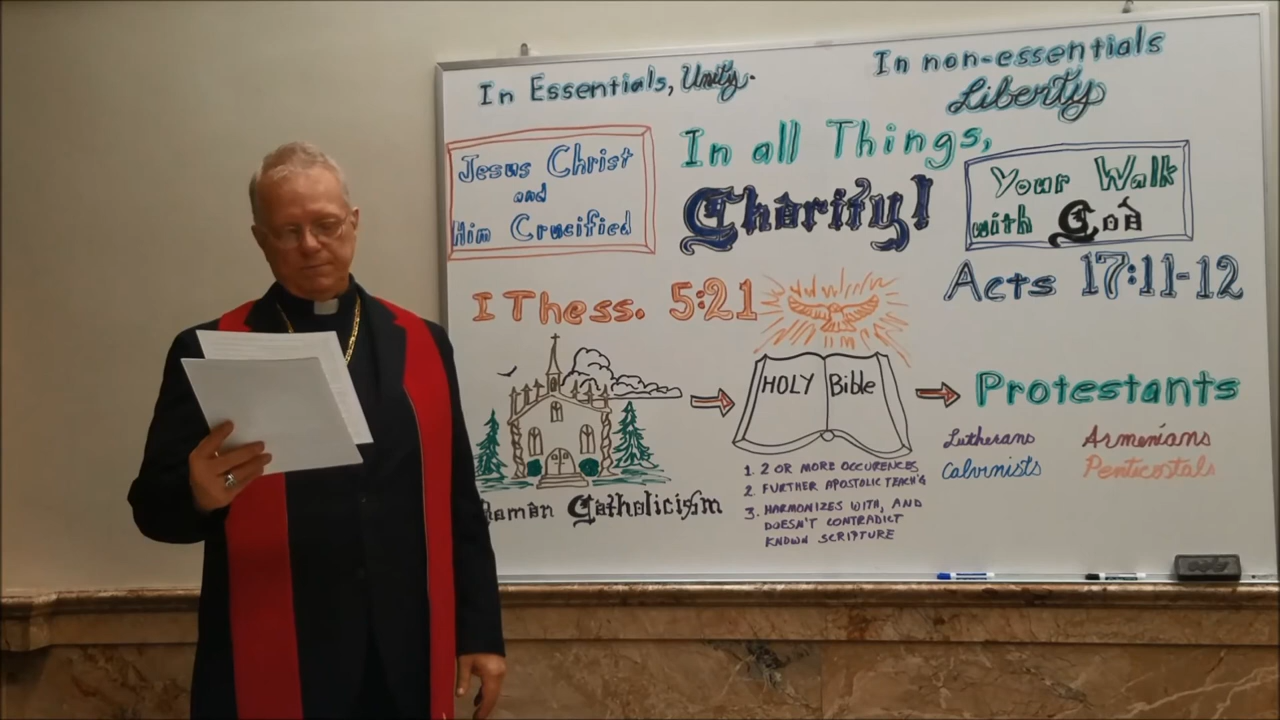 In Essentials, Unity.
In non-essentials
Liberty
In all Things,
Charity!
Jesus Christ
and
Him Crucified
Your Walk
with God
Acts 17:11-12
I Thess. 5:21
HOLY Bible
Protestants
Lutherans
Armenians
Calvinists
Penticostals
Roman Catholicism
1. 2 OR MORE OCCURENCES
2. FURTHER APOSTOLIC TEACH'G
3. HARMONIZES WITH, AND
DOESN'T CONTRADICT
KNOWN SCRIPTURE